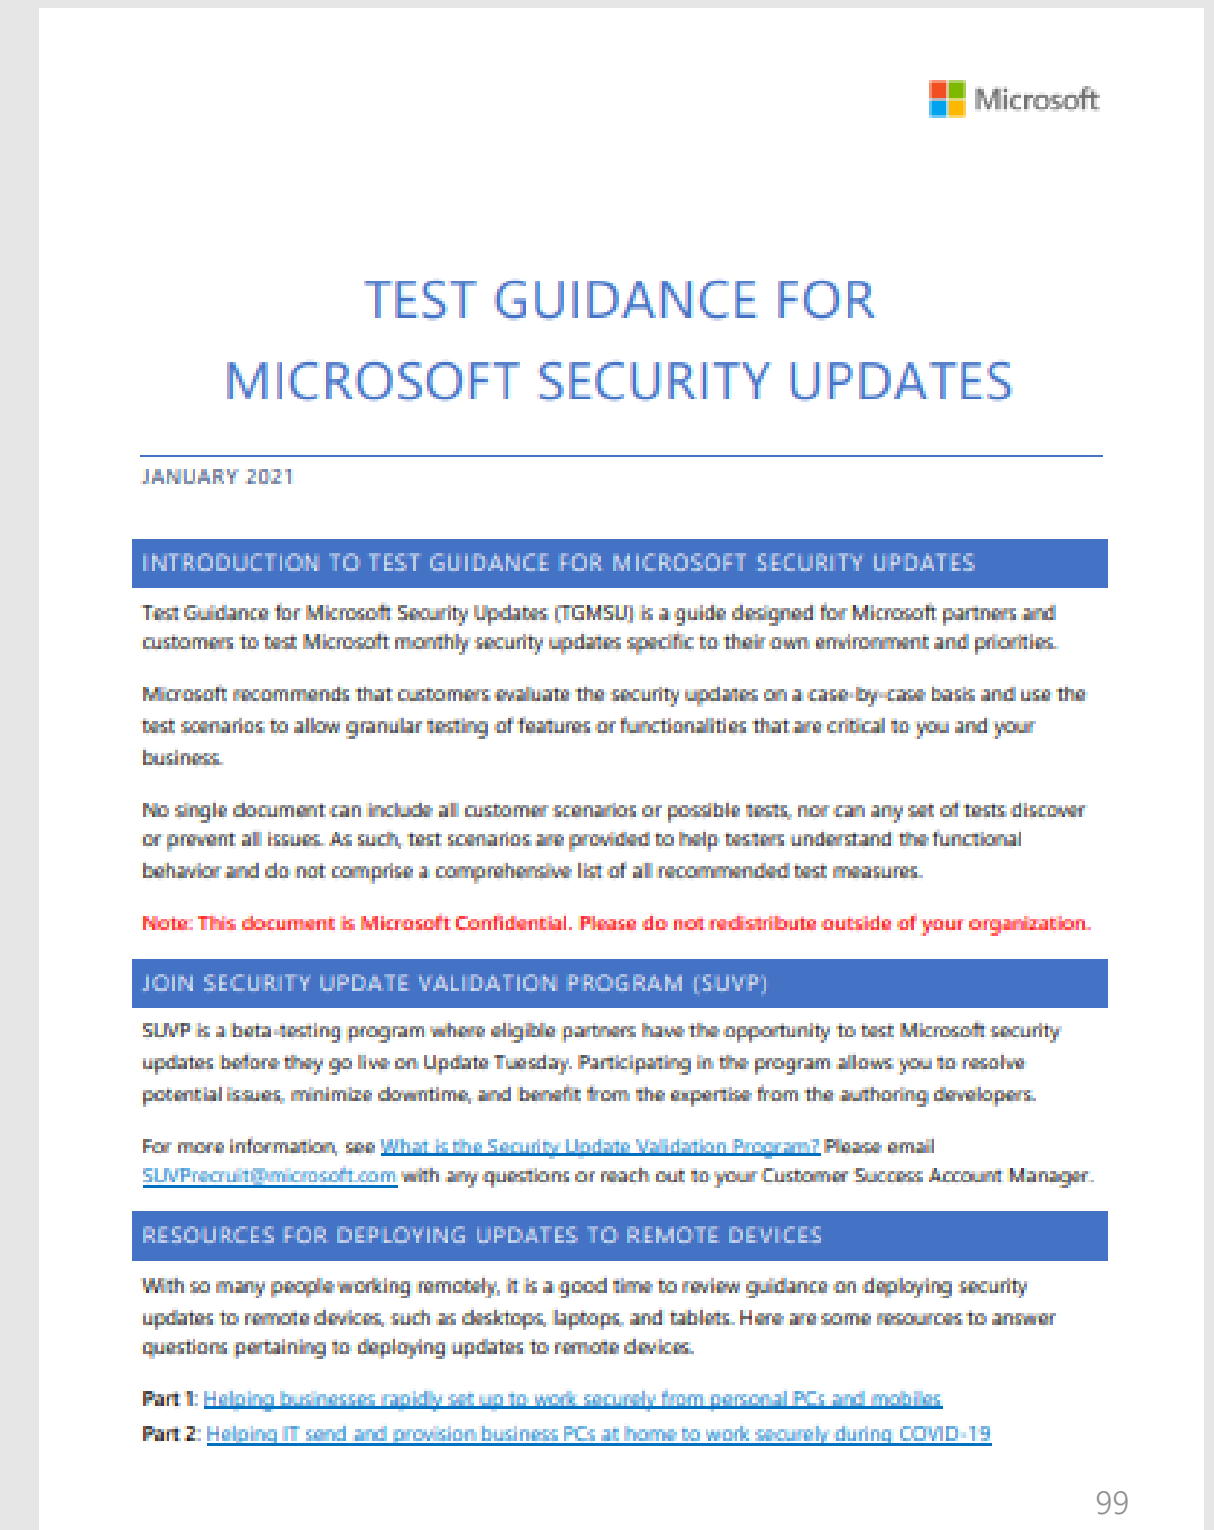 Microsoft
TEST GUIDANCE FOR
MICROSOFT SECURITY UPDATES
JANUARY 2021
INTRODUCTION TO TEST GUIDANCE FOR MICROSOFT SECURITY UPDATES
Test Guidance for Microsoft Security Updates (TGMSU) is a guide designed for Microsoft partners and
customers to test Microsoft monthly security updates specific to their own environment and priorities.
Microsoft recommends that customers evaluate the security updates on a case-by-case basis and use the
test scenarios to allow granular testing of features or functionalities that are critical to you and your
business.
No single document can include all customer scenarios or possible tests, nor can any set of tests discover
or prevent all issues. As such, test scenarios are provided to help testers understand the functional
behavior and do not comprise a comprehensive list of all recommended test measures.
Note: This document is Microsoft Confidential. Please do not redistribute outside of your organization.
JOIN SECURITY UPDATE VALIDATION PROGRAM (SUVP)
SUVP is a beta-testing program where eligible partners have the opportunity to test Microsoft security
updates before they go live on Update Tuesday. Participating in the program allows you to resolve
potential issues, minimize downtime, and benefit from the expertise from the authoring developers.
For more information, see What is the Security Update Validation Program? Please email
SUVPrecruit@microsoft.com with any questions or reach out to your Customer Success Account Manager.
RESOURCES FOR DEPLOYING UPDATES TO REMOTE DEVICES
With so many people working remotely, it is a good time to review guidance on deploying security
updates to remote devices, such as desktops, laptops, and tablets. Here are some resources to answer
questions pertaining to deploying updates to remote devices.
Part 1: Helping businesses rapidly set up to work securely from personal PCs and mobiles
Part 2: Helping IT send and provision business PCs at home to work securely during COVID-19
99